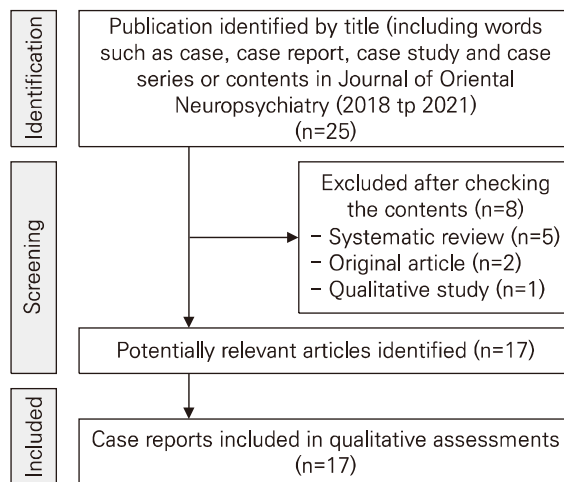 Identification
Publication identified by title (including words
such as case, case report, case study and case
series or contents in Journal of Oriental
Neuropsychiatry (2018 tp 2021)
(n=25)
Screening
Excluded after checking
the contents (n=8)
– Systematic review (n=5)
– Original article (n=2)
– Qualitative study (n=1)
Potentially relevant articles identified (n=17)
Included
Case reports included in qualitative assessments
(n=17)